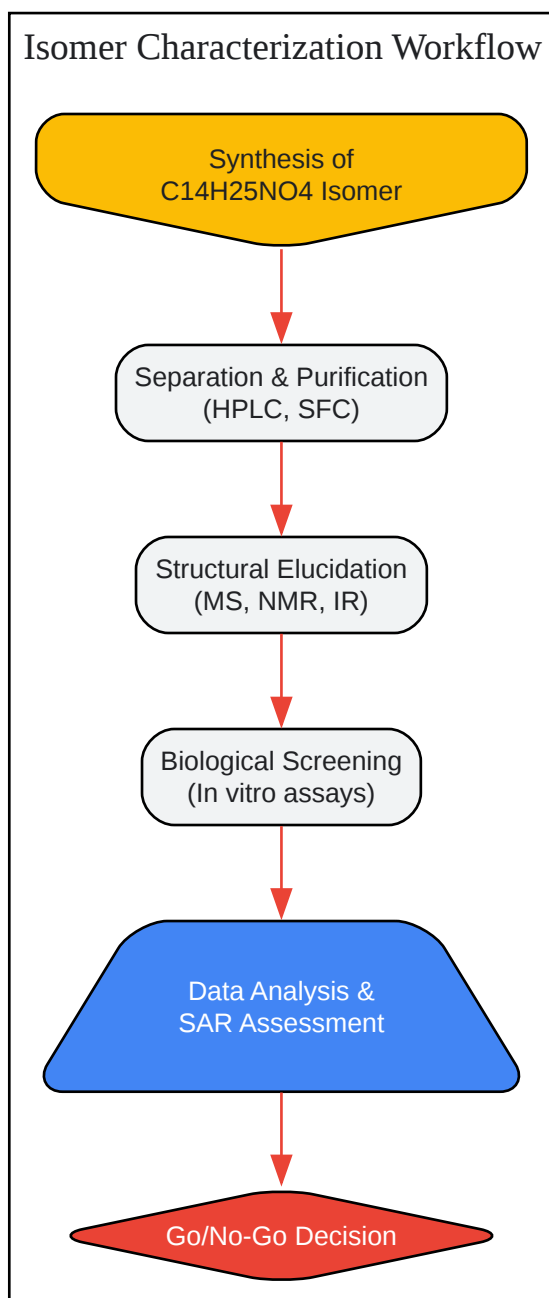 Isomer Characterization Workflow
Synthesis of
C14H25NO4 Isomer
Separation & Purification
(HPLC, SFC)
Structural Elucidation
(MS, NMR, IR)
Biological Screening
(In vitro assays)
Data Analysis &
SAR Assessment
Go/No-Go Decision